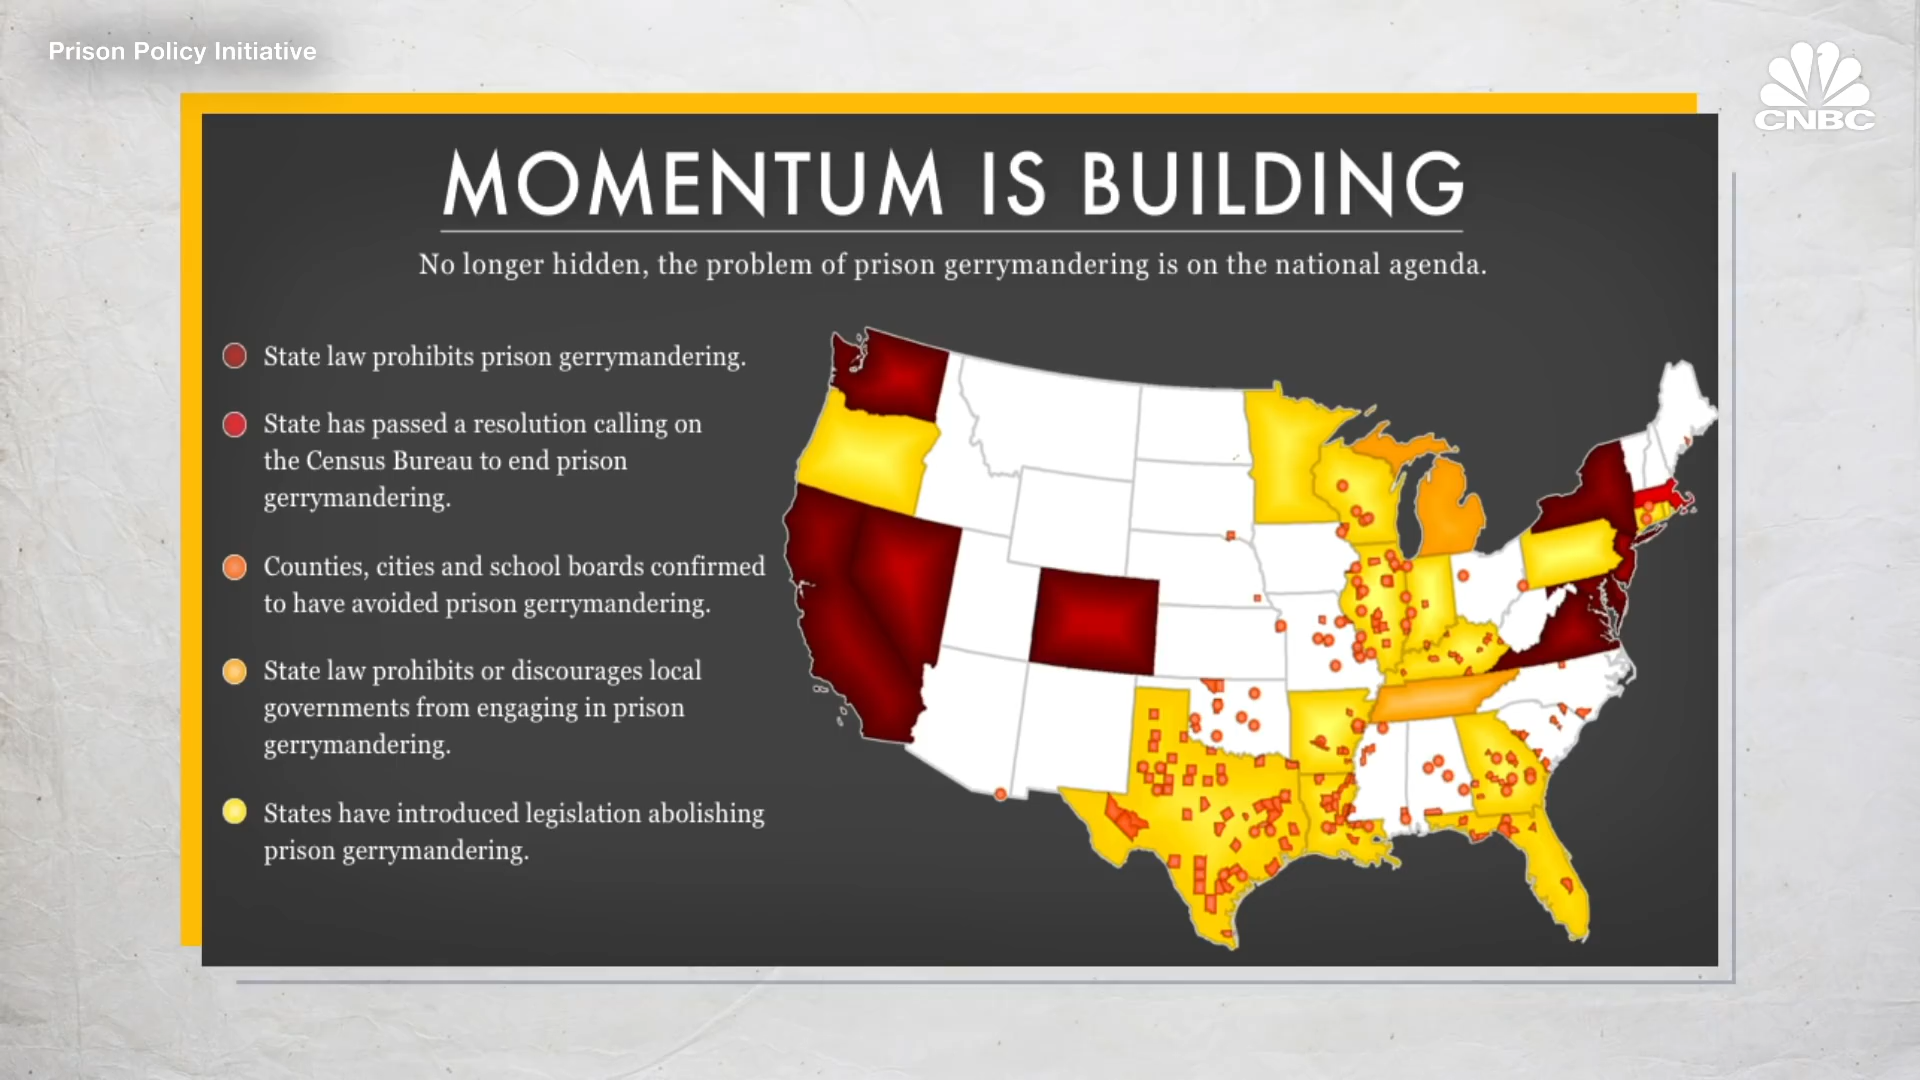 Prison Policy Initiative
CNBC
MOMENTUM IS BUILDING
No longer hidden, the problem of prison gerrymandering is on the national agenda.
State law prohibits prison gerrymandering.
State has passed a resolution calling on
the Census Bureau to end prison
gerrymandering.
Counties, cities and school boards confirmed
to have avoided prison gerrymandering.
State law prohibits or discourages local
governments from engaging in prison
gerrymandering.
States have introduced legislation abolishing
prison gerrymandering.